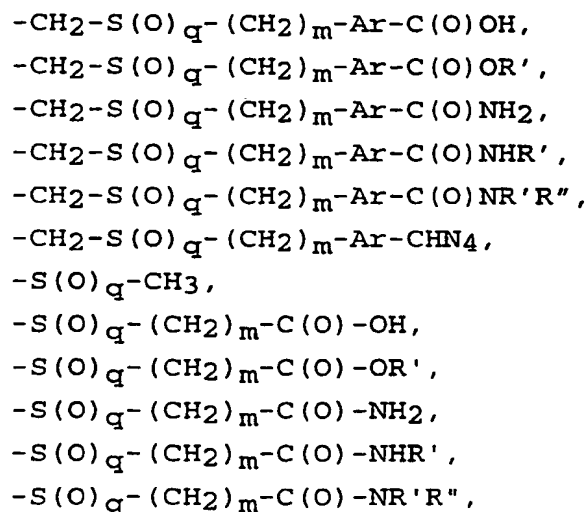 -CH2-S(O)q-(CH2)m-Ar-C(O)OH,
-CH2-S(O)q-(CH2)m-Ar-C(O)OR',
-CH2-S(O)q-(CH2)m-Ar-C(O)NH2,
-CH2-S(O)q-(CH2)m-Ar-C(O)NHR',
-CH2-S(O)q-(CH2)m-Ar-C(O)NR'R",
-CH2-S(O)q-(CH2)m-Ar-CHN4,
-S(O)q-CH3,
-S(O)q-(CH2)m-C(O)-OH,
-S(O)q-(CH2)m-C(O)-OR',
-S(O)q-(CH2)m-C(O)-NH2,
-S(O)q-(CH2)m-C(O)-NHR',
-S(O)q-(CH2)m-C(O)-NR'R",